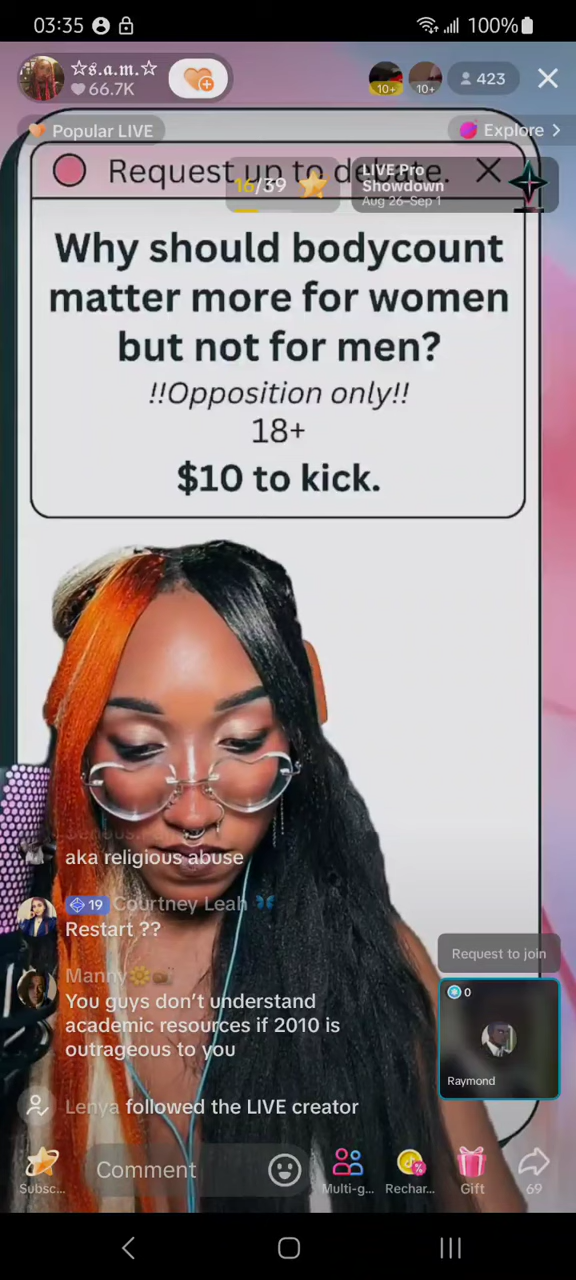 03:35
100%
☆𝔰.𝔞.𝔪.☆
66.7K
10+
10+
423
Popular LIVE
Explore >
Request up to debate.
16/39
LIVE Pro
Showdown
Aug 26–Sep 1
Why should bodycount
matter more for women
but not for men?
!!Opposition only!!
18+
$10 to kick.
aka religious abuse
19 Courtney Leah
Restart ??
Manny
You guys don't understand
academic resources if 2010 is
outrageous to you
Lenya followed the LIVE creator
Request to join
0
Raymond
Comment
Subsc...
Multi-g...
Rechar...
Gift
69